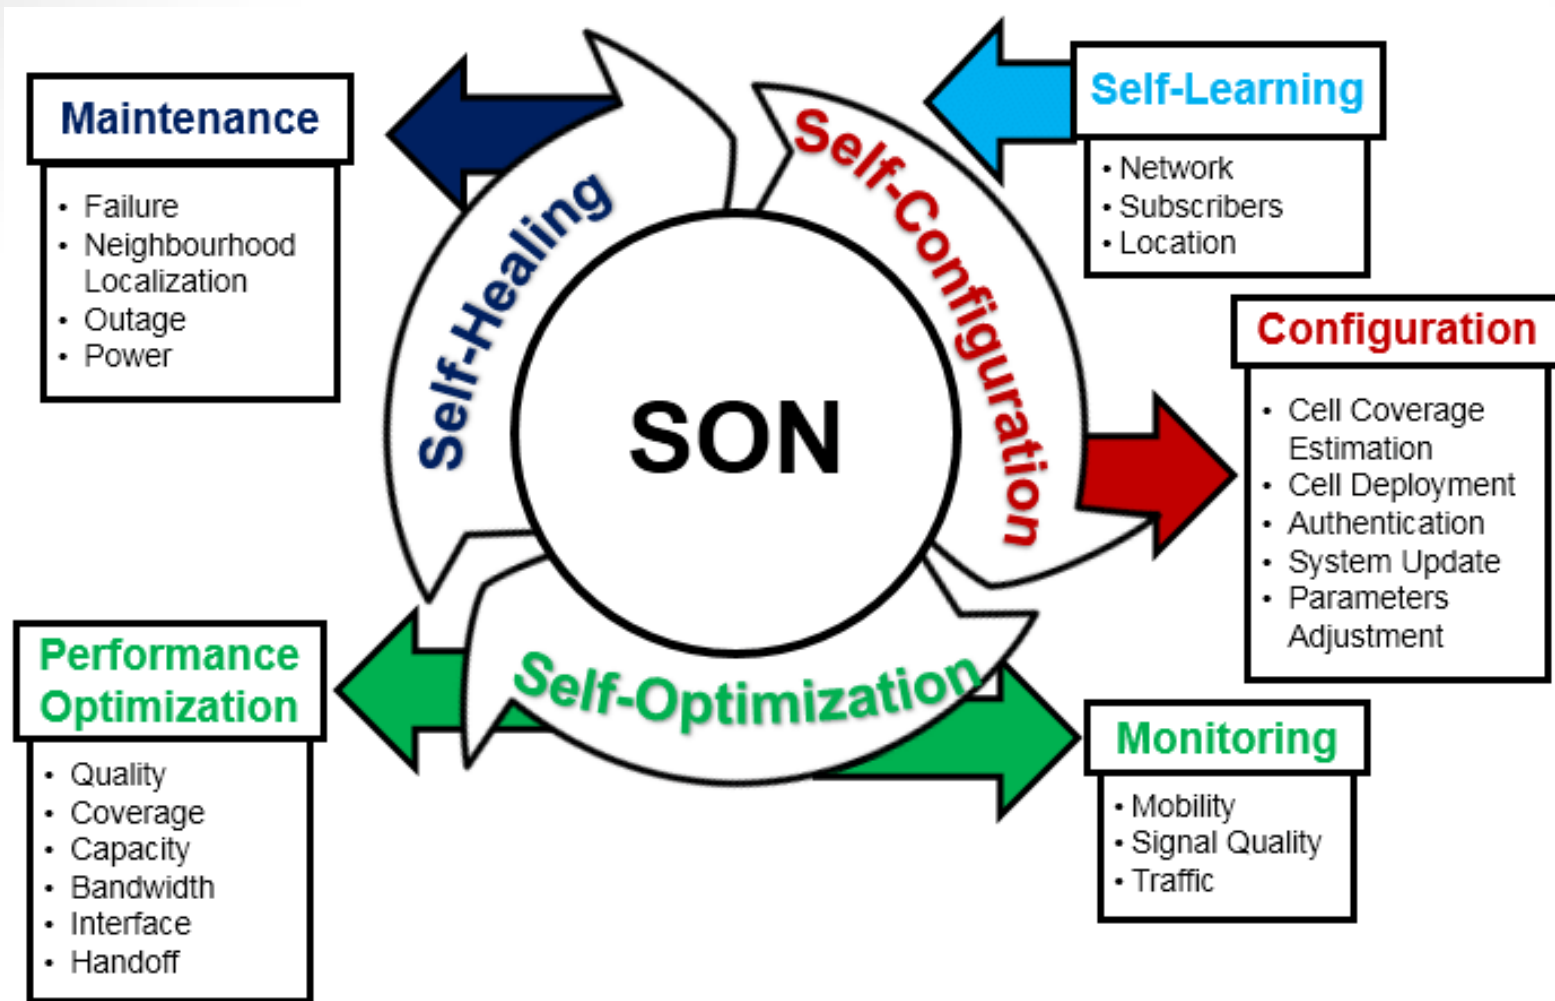 Maintenance
• Failure
• Neighbourhood
Localization
• Outage
• Power
Self-Healing
Self-Configuration
SON
Self-Optimization
Self-Learning
• Network
• Subscribers
• Location
Configuration
• Cell Coverage
Estimation
• Cell Deployment
• Authentication
• System Update
• Parameters
Adjustment
Performance
Optimization
• Quality
• Coverage
• Capacity
• Bandwidth
• Interface
• Handoff
Monitoring
• Mobility
• Signal Quality
• Traffic